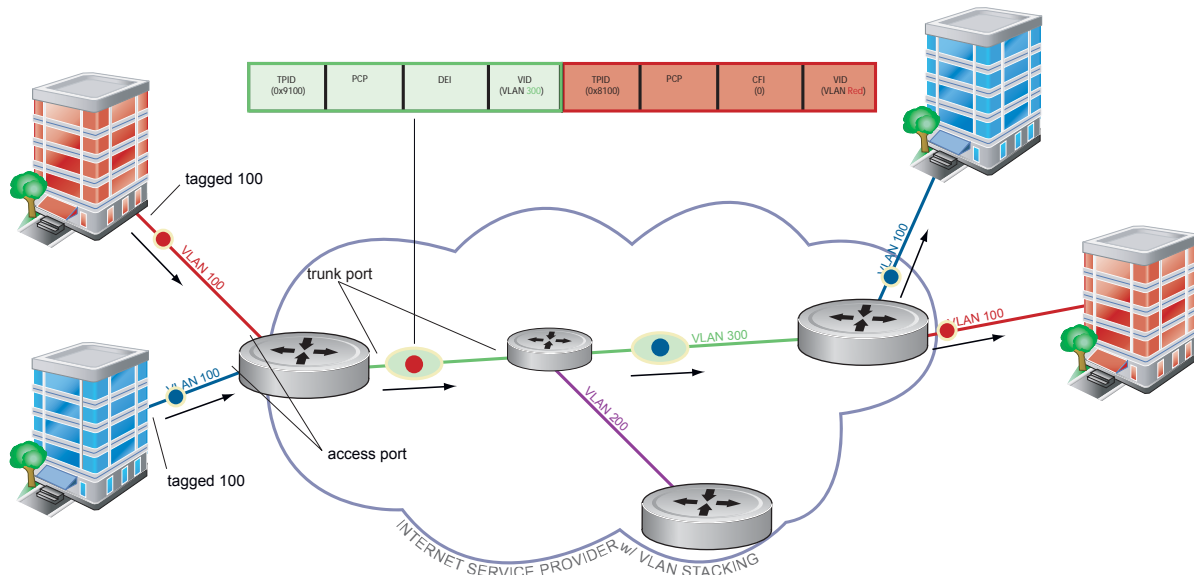 TPID
(0x9100)
PCP
DEI
VID
(VLAN 300)
TPID
(0x8100)
PCP
CFI
(0)
VID
(VLAN Red)
tagged 100
VLAN 100
trunk port
VLAN 100
VLAN 100
VLAN 300
VLAN 100
VLAN 200
access port
tagged 100
INTERNET SERVICE PROVIDER w/ VLAN STACKING